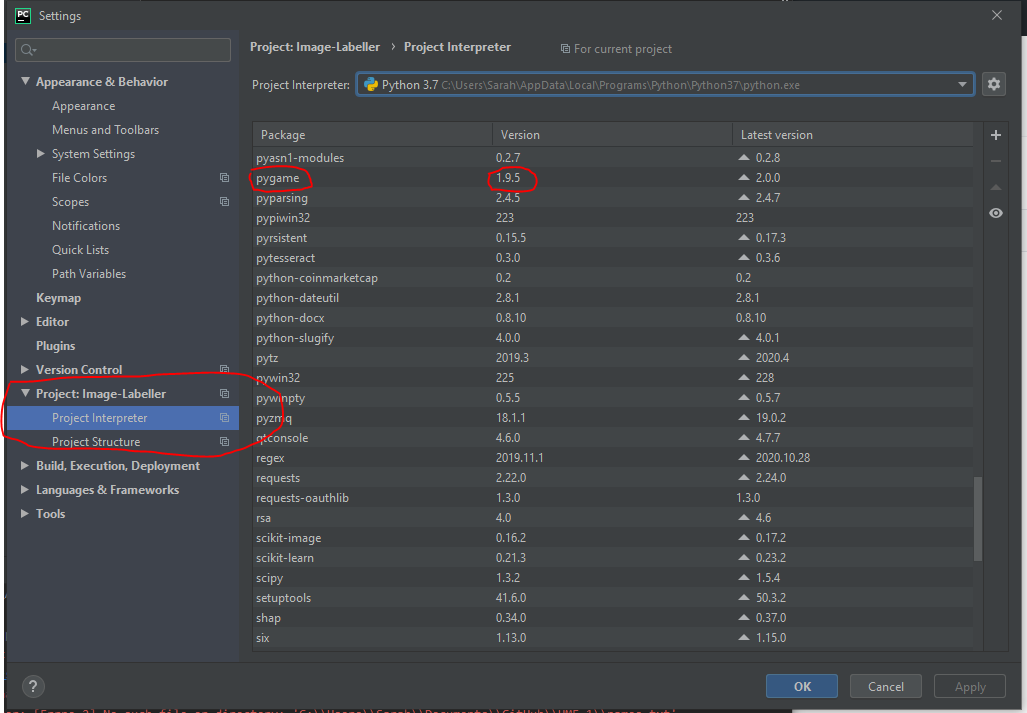 PC Settings
Project: Image-Labeller › Project Interpreter For current project
Project Interpreter: Python 3.7 C:\Users\Sarah\AppData\Local\Programs\Python\Python37\python.exe
Appearance & Behavior
Appearance
Menus and Toolbars
System Settings
File Colors
Scopes
Notifications
Quick Lists
Path Variables
Keymap
Editor
Plugins
Version Control
Project: Image-Labeller
Project Interpreter
Project Structure
Build, Execution, Deployment
Languages & Frameworks
Tools
Package Version Latest version
pyasn1-modules 0.2.7 0.2.8
pygame 1.9.5 2.0.0
pyparsing 2.4.5 2.4.7
pypiwin32 223 223
pyrsistent 0.15.5 0.17.3
pytesseract 0.3.0 0.3.6
python-coinmarketcap 0.2 0.2
python-dateutil 2.8.1 2.8.1
python-docx 0.8.10 0.8.10
python-slugify 4.0.0 4.0.1
pytz 2019.3 2020.4
pywin32 225 228
pywinpty 0.5.5 0.5.7
pyzmq 18.1.1 19.0.2
qtconsole 4.6.0 4.7.7
regex 2019.11.1 2020.10.28
requests 2.22.0 2.24.0
requests-oauthlib 1.3.0 1.3.0
rsa 4.0 4.6
scikit-image 0.16.2 0.17.2
scikit-learn 0.21.3 0.23.2
scipy 1.3.2 1.5.4
setuptools 41.6.0 50.3.2
shap 0.34.0 0.37.0
six 1.13.0 1.15.0
? OK Cancel Apply